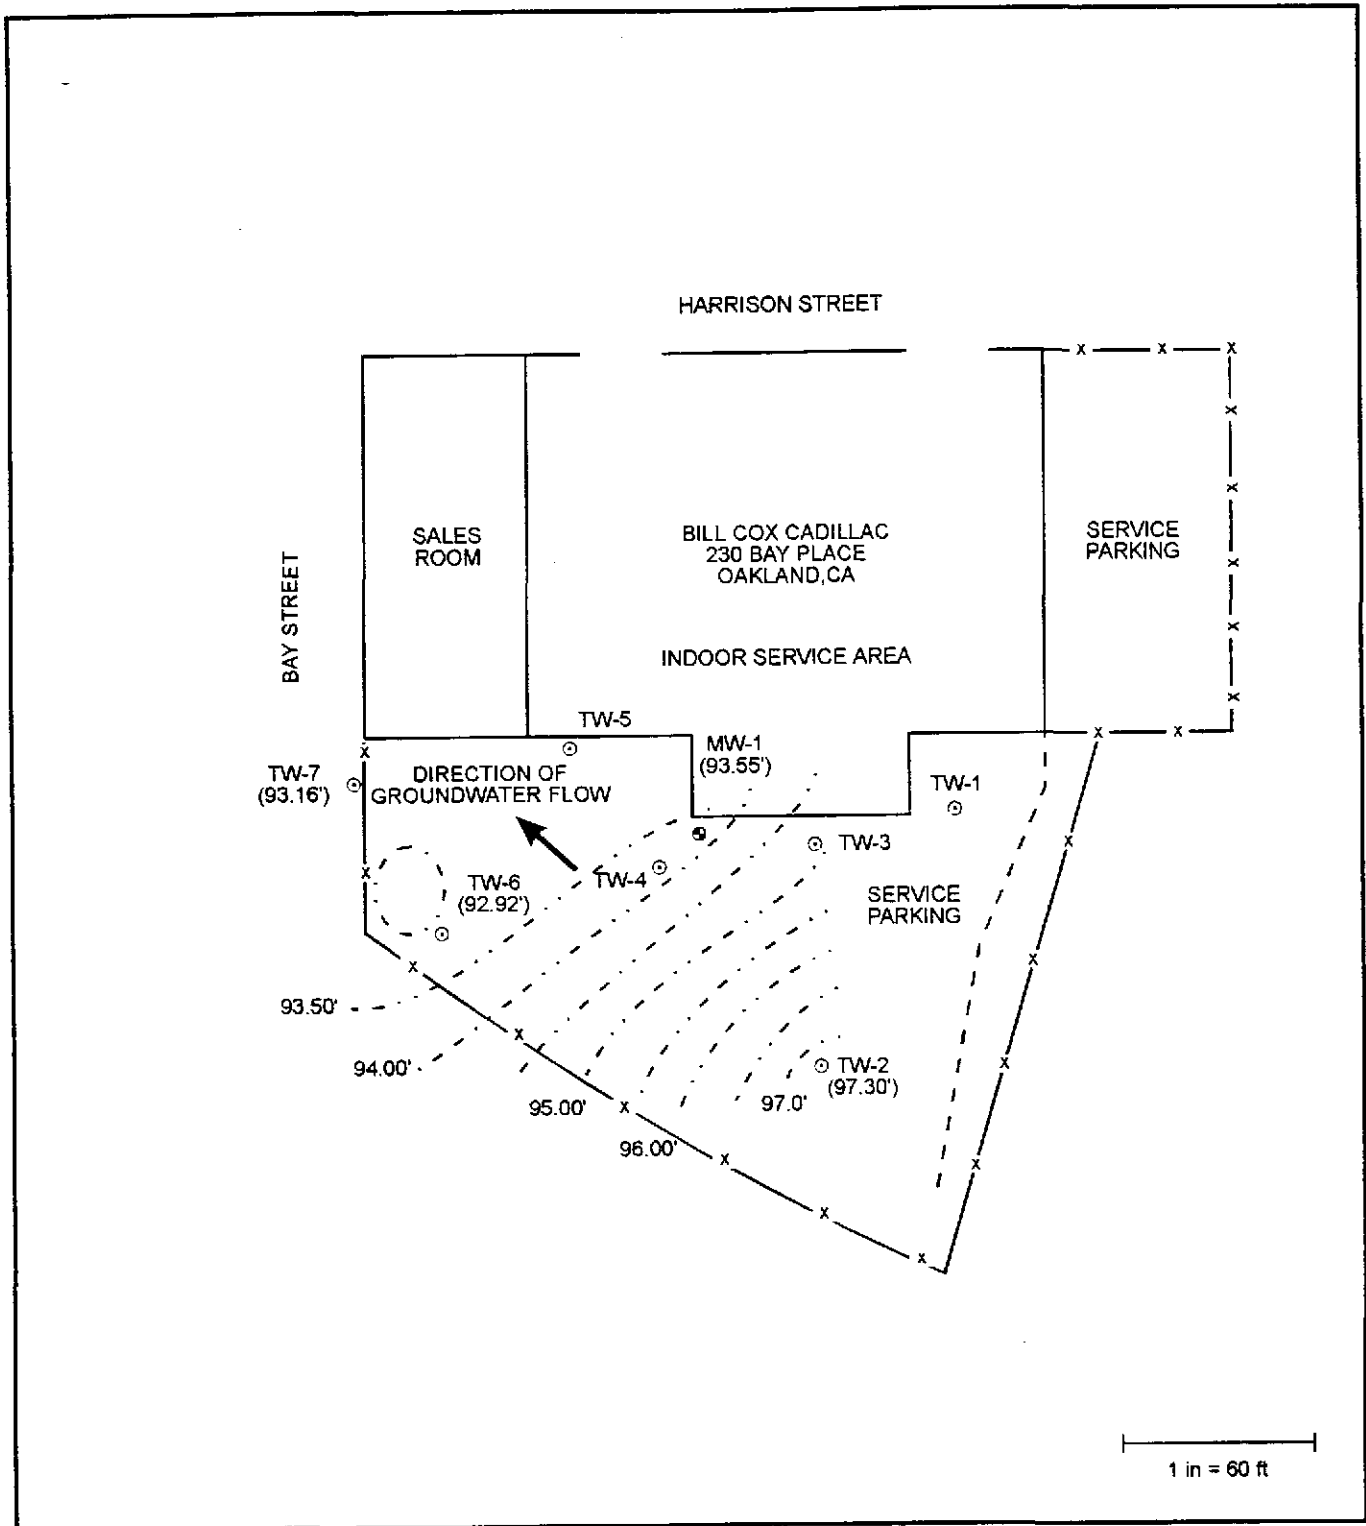 HARRISON STREET
SALES
ROOM
BILL COX CADILLAC
230 BAY PLACE
OAKLAND,CA
SERVICE
PARKING
BAY STREET
INDOOR SERVICE AREA
TW-5
MW-1
(93.55')
TW-7
(93.16')
DIRECTION OF
GROUNDWATER FLOW
TW-1
TW-3
TW-4
TW-6
(92.92')
SERVICE
PARKING
93.50'
94.00'
95.00'
96.00'
97.0'
TW-2
(97.30')
1 in = 60 ft